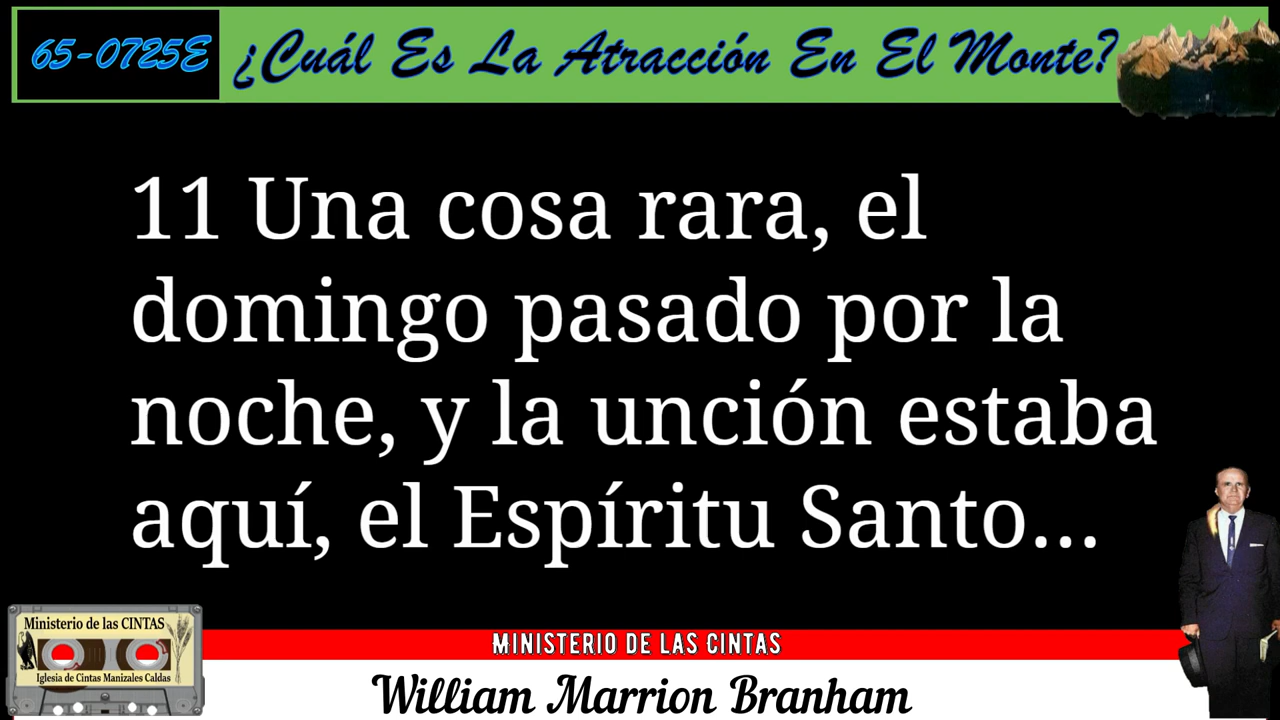 65-0725E
¿Cuál Es La Atracción En El Monte?
11 Una cosa rara, el
domingo pasado por la
noche, y la unción estaba
aquí, el Espíritu Santo...
Ministerio de las CINTAS
Iglesia de Cintas Manizales Caldas
MINISTERIO DE LAS CINTAS
William Marrion Branham